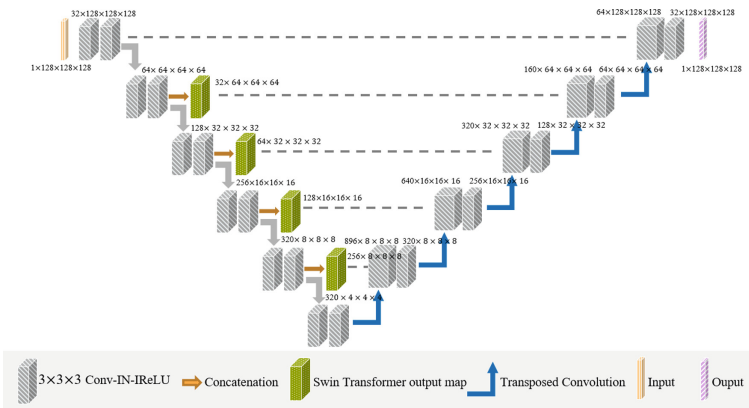 32×128×128×128
64×128×128×128
32×128×128×128
1×128×128×128
1×128×128×128
64× 64 × 64 × 64
32× 64 × 64 × 64
160× 64 × 64 × 64
64× 64 × 64 × 64
128× 32 × 32 × 32
64× 32 × 32 × 32
320× 32 × 32 × 32
128× 32 × 32 × 32
256×16×16× 16
128×16×16 × 16
640×16×16 × 16
256×16×16 × 16
320× 8 × 8 × 8
256× 8 × 8 × 8
896× 8 × 8 × 8
320× 8 × 8 × 8
320 × 4 × 4 × 4
3×3×3 Conv-IN-IReLU
Concatenation
Swin Transformer output map
Transposed Convolution
Input
Ouput